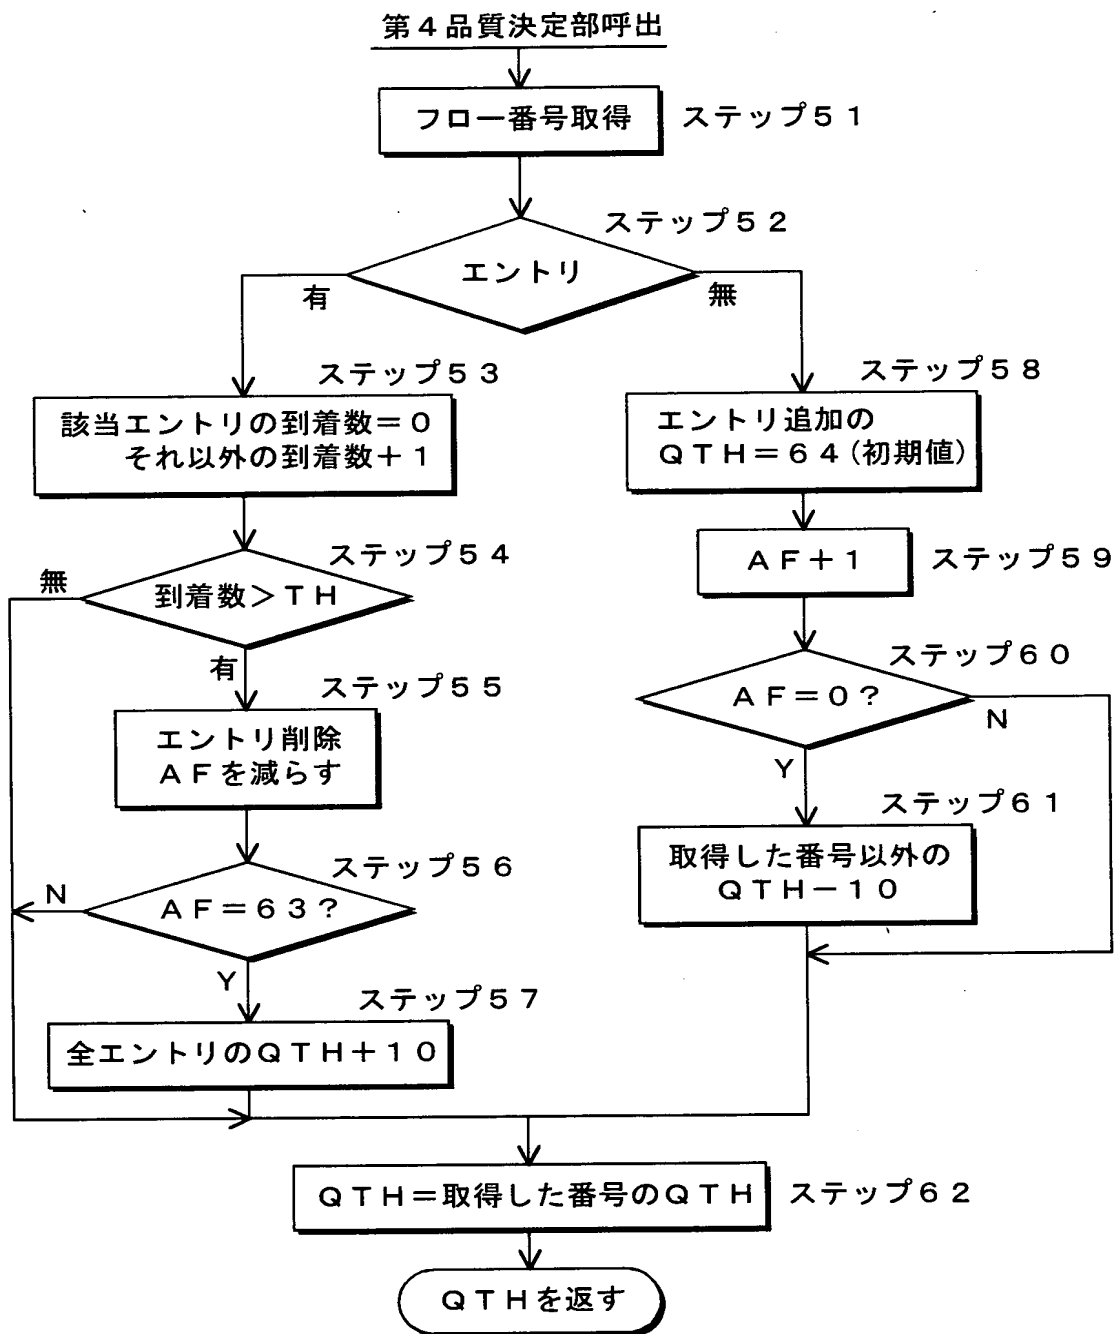 第4品質決定部呼出
フロー番号取得
ステップ51
ステップ52
エントリ
有
無
ステップ53
該当エントリの到着数=0
それ以外の到着数+1
ステップ54
到着数>TH
無
有
ステップ55
エントリ削除
AFを減らす
ステップ56
AF=63?
N
Y
ステップ57
全エントリのQTH+10
ステップ58
エントリ追加の
QTH=64(初期値)
AF+1
ステップ59
ステップ60
AF=0?
N
Y
ステップ61
取得した番号以外の
QTH-10
QTH=取得した番号のQTH
ステップ62
QTHを返す